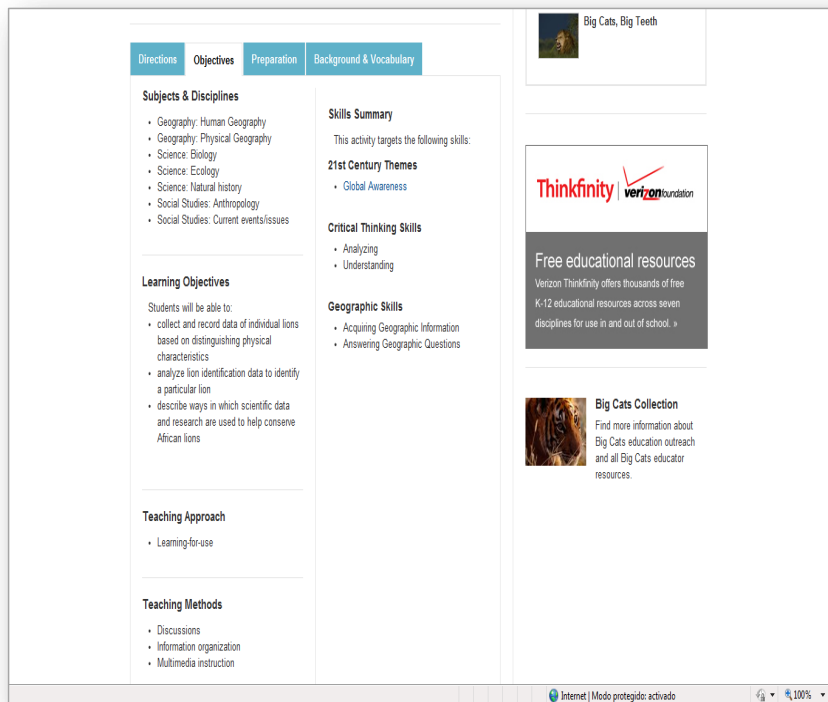 Directions
Objectives
Preparation
Background & Vocabulary
Subjects & Disciplines
• Geography: Human Geography
• Geography: Physical Geography
• Science: Biology
• Science: Ecology
• Science: Natural history
• Social Studies: Anthropology
• Social Studies: Current events/issues
Learning Objectives
Students will be able to:
• collect and record data of individual lions
based on distinguishing physical
characteristics
• analyze lion identification data to identify
a particular lion
• describe ways in which scientific data
and research are used to help conserve
African lions
Teaching Approach
• Learning-for-use
Teaching Methods
• Discussions
• Information organization
• Multimedia instruction
Skills Summary
This activity targets the following skills:
21st Century Themes
• Global Awareness
Critical Thinking Skills
• Analyzing
• Understanding
Geographic Skills
• Acquiring Geographic Information
• Answering Geographic Questions
Big Cats, Big Teeth
Thinkfinity | verizonfoundation
Free educational resources
Verizon Thinkfinity offers thousands of free
K-12 educational resources across seven
disciplines for use in and out of school. »
Big Cats Collection
Find more information about
Big Cats education outreach
and all Big Cats educator
resources.
Internet | Modo protegido: activado
100%